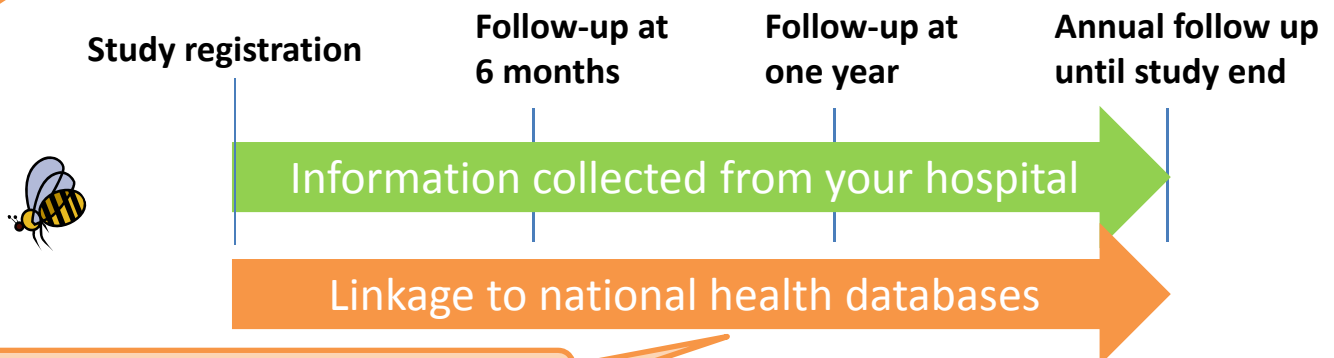 Study registration
Follow-up at
6 months
Follow-up at
one year
Annual follow up
until study end
Information collected from your hospital
Linkage to national health databases